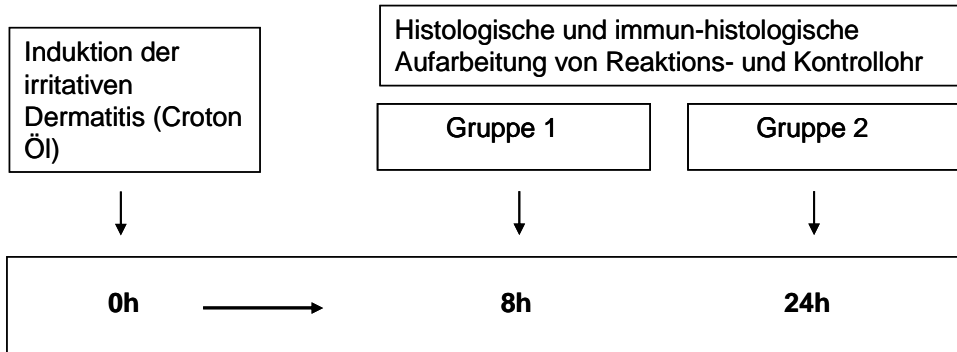 Induktion der
irritativen
Dermatitis (Croton
Öl)
Histologische und immun-histologische
Aufarbeitung von Reaktions- und Kontrollohr
Gruppe 1
Gruppe 2
0h
8h
24h